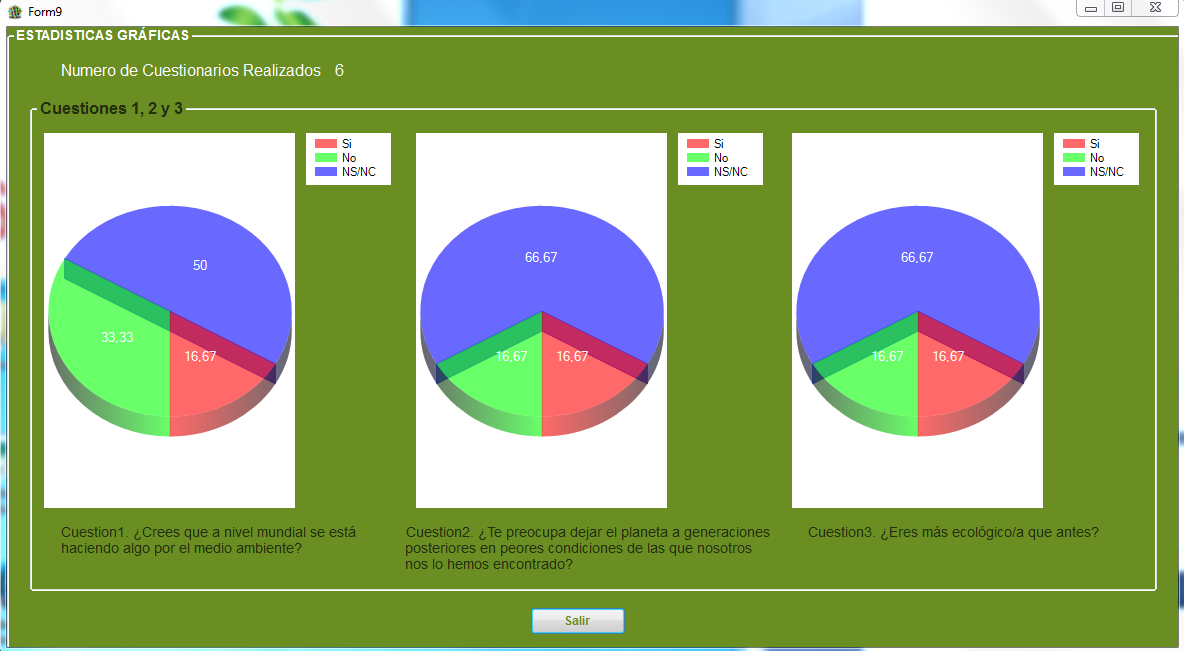 Form9
ESTADISTICAS GRÁFICAS
Numero de Cuestionarios Realizados 6
Cuestiones 1, 2 y 3
Si
No
NS/NC
50
33,33
16,67
Cuestion1. ¿Crees que a nivel mundial se está
haciendo algo por el medio ambiente?
Si
No
NS/NC
66,67
16,67
16,67
Cuestion2. ¿Te preocupa dejar el planeta a generaciones
posteriores en peores condiciones de las que nosotros
nos lo hemos encontrado?
Si
No
NS/NC
66,67
16,67
16,67
Cuestion3. ¿Eres más ecológico/a que antes?
Salir